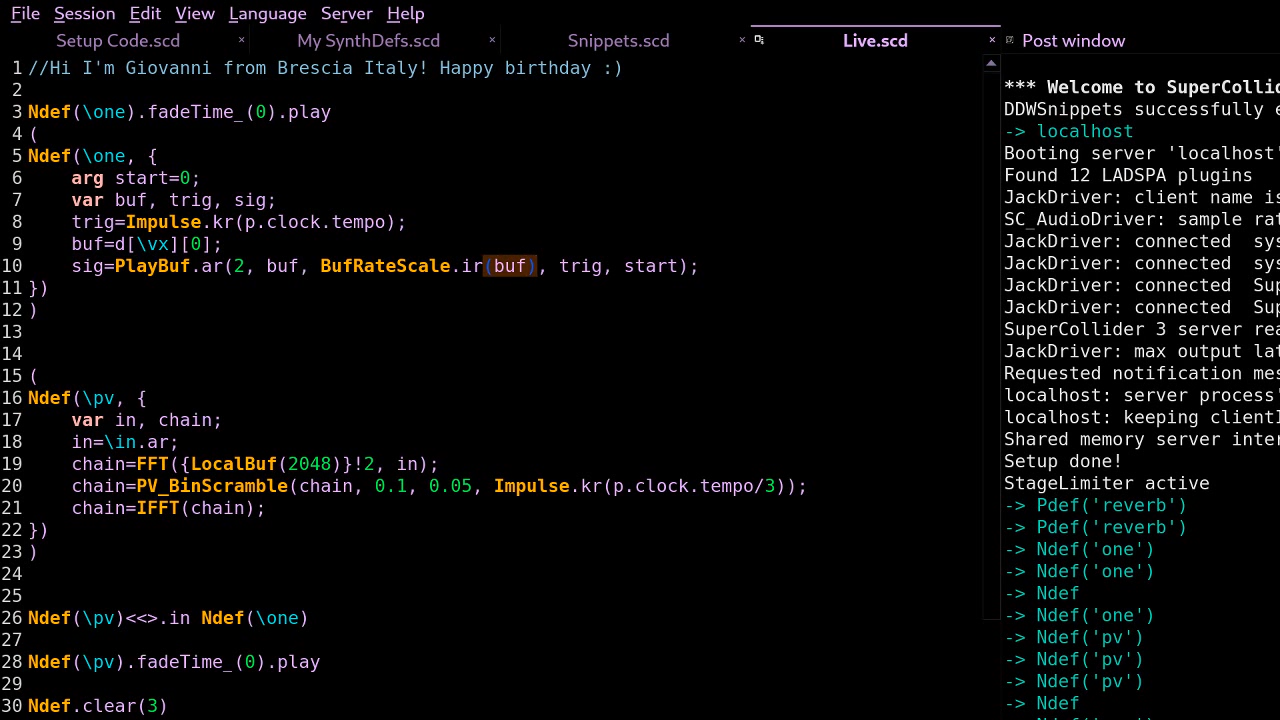 File Session Edit View Language Server Help
Setup Code.scd × My SynthDefs.scd × Snippets.scd × Live.scd × Post window
1 //Hi I'm Giovanni from Brescia Italy! Happy birthday :)
2
3 Ndef(\one).fadeTime_(0).play
4 (
5 Ndef(\one, {
6 arg start=0;
7 var buf, trig, sig;
8 trig=Impulse.kr(p.clock.tempo);
9 buf=d[\vx][0];
10 sig=PlayBuf.ar(2, buf, BufRateScale.ir(buf), trig, start);
11 })
12 )
13
14
15 (
16 Ndef(\pv, {
17 var in, chain;
18 in=\in.ar;
19 chain=FFT({LocalBuf(2048)}!2, in);
20 chain=PV_BinScramble(chain, 0.1, 0.05, Impulse.kr(p.clock.tempo/3));
21 chain=IFFT(chain);
22 })
23 )
24
25
26 Ndef(\pv)<<>.in Ndef(\one)
27
28 Ndef(\pv).fadeTime_(0).play
29
30 Ndef.clear(3)
*** Welcome to SuperCollid
DDWSnippets successfully e
-> localhost
Booting server 'localhost'
Found 12 LADSPA plugins
JackDriver: client name is
SC_AudioDriver: sample rat
JackDriver: connected sys
JackDriver: connected sys
JackDriver: connected Sup
JackDriver: connected Sup
SuperCollider 3 server rea
JackDriver: max output lat
Requested notification mes
localhost: server process'
localhost: keeping clienti
Shared memory server inter
Setup done!
StageLimiter active
-> Pdef('reverb')
-> Pdef('reverb')
-> Ndef('one')
-> Ndef('one')
-> Ndef
-> Ndef('one')
-> Ndef('pv')
-> Ndef('pv')
-> Ndef('pv')
-> Ndef